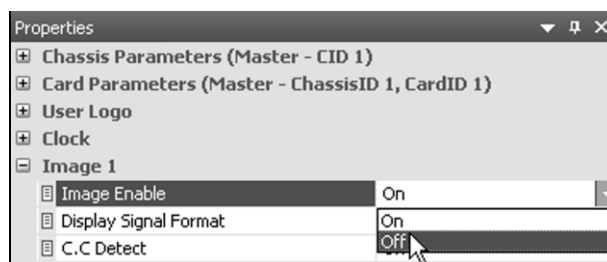 Properties
Chassis Parameters (Master - CID 1)
Card Parameters (Master - ChassisID 1, CardID 1)
User Logo
Clock
Image 1
Image Enable On
Display Signal Format On
C.C Detect Off